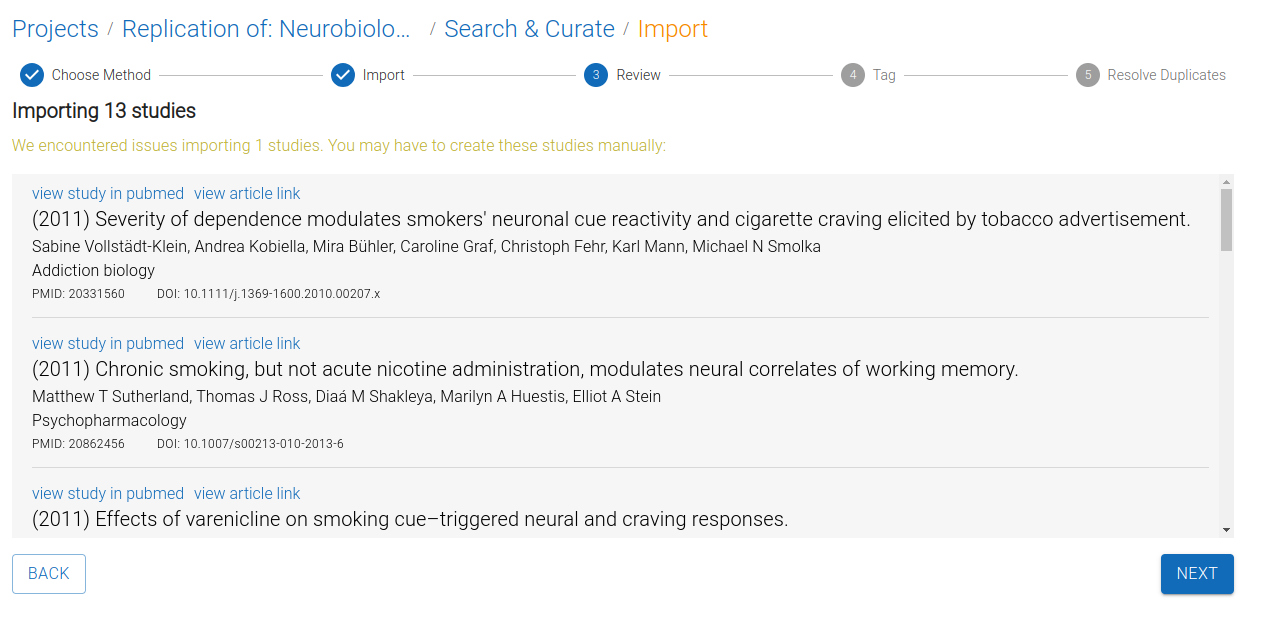 Projects / Replication of: Neurobiolo... / Search & Curate / Import
Choose Method Import 3 Review 4 Tag 5 Resolve Duplicates
Importing 13 studies
We encountered issues importing 1 studies. You may have to create these studies manually:
view study in pubmed view article link
(2011) Severity of dependence modulates smokers' neuronal cue reactivity and cigarette craving elicited by tobacco advertisement.
Sabine Vollstädt-Klein, Andrea Kobiella, Mira Bühler, Caroline Graf, Christoph Fehr, Karl Mann, Michael N Smolka
Addiction biology
PMID: 20331560 DOI: 10.1111/j.1369-1600.2010.00207.x
view study in pubmed view article link
(2011) Chronic smoking, but not acute nicotine administration, modulates neural correlates of working memory.
Matthew T Sutherland, Thomas J Ross, Diaá M Shakleya, Marilyn A Huestis, Elliot A Stein
Psychopharmacology
PMID: 20862456 DOI: 10.1007/s00213-010-2013-6
view study in pubmed view article link
(2011) Effects of varenicline on smoking cue–triggered neural and craving responses.
BACK NEXT